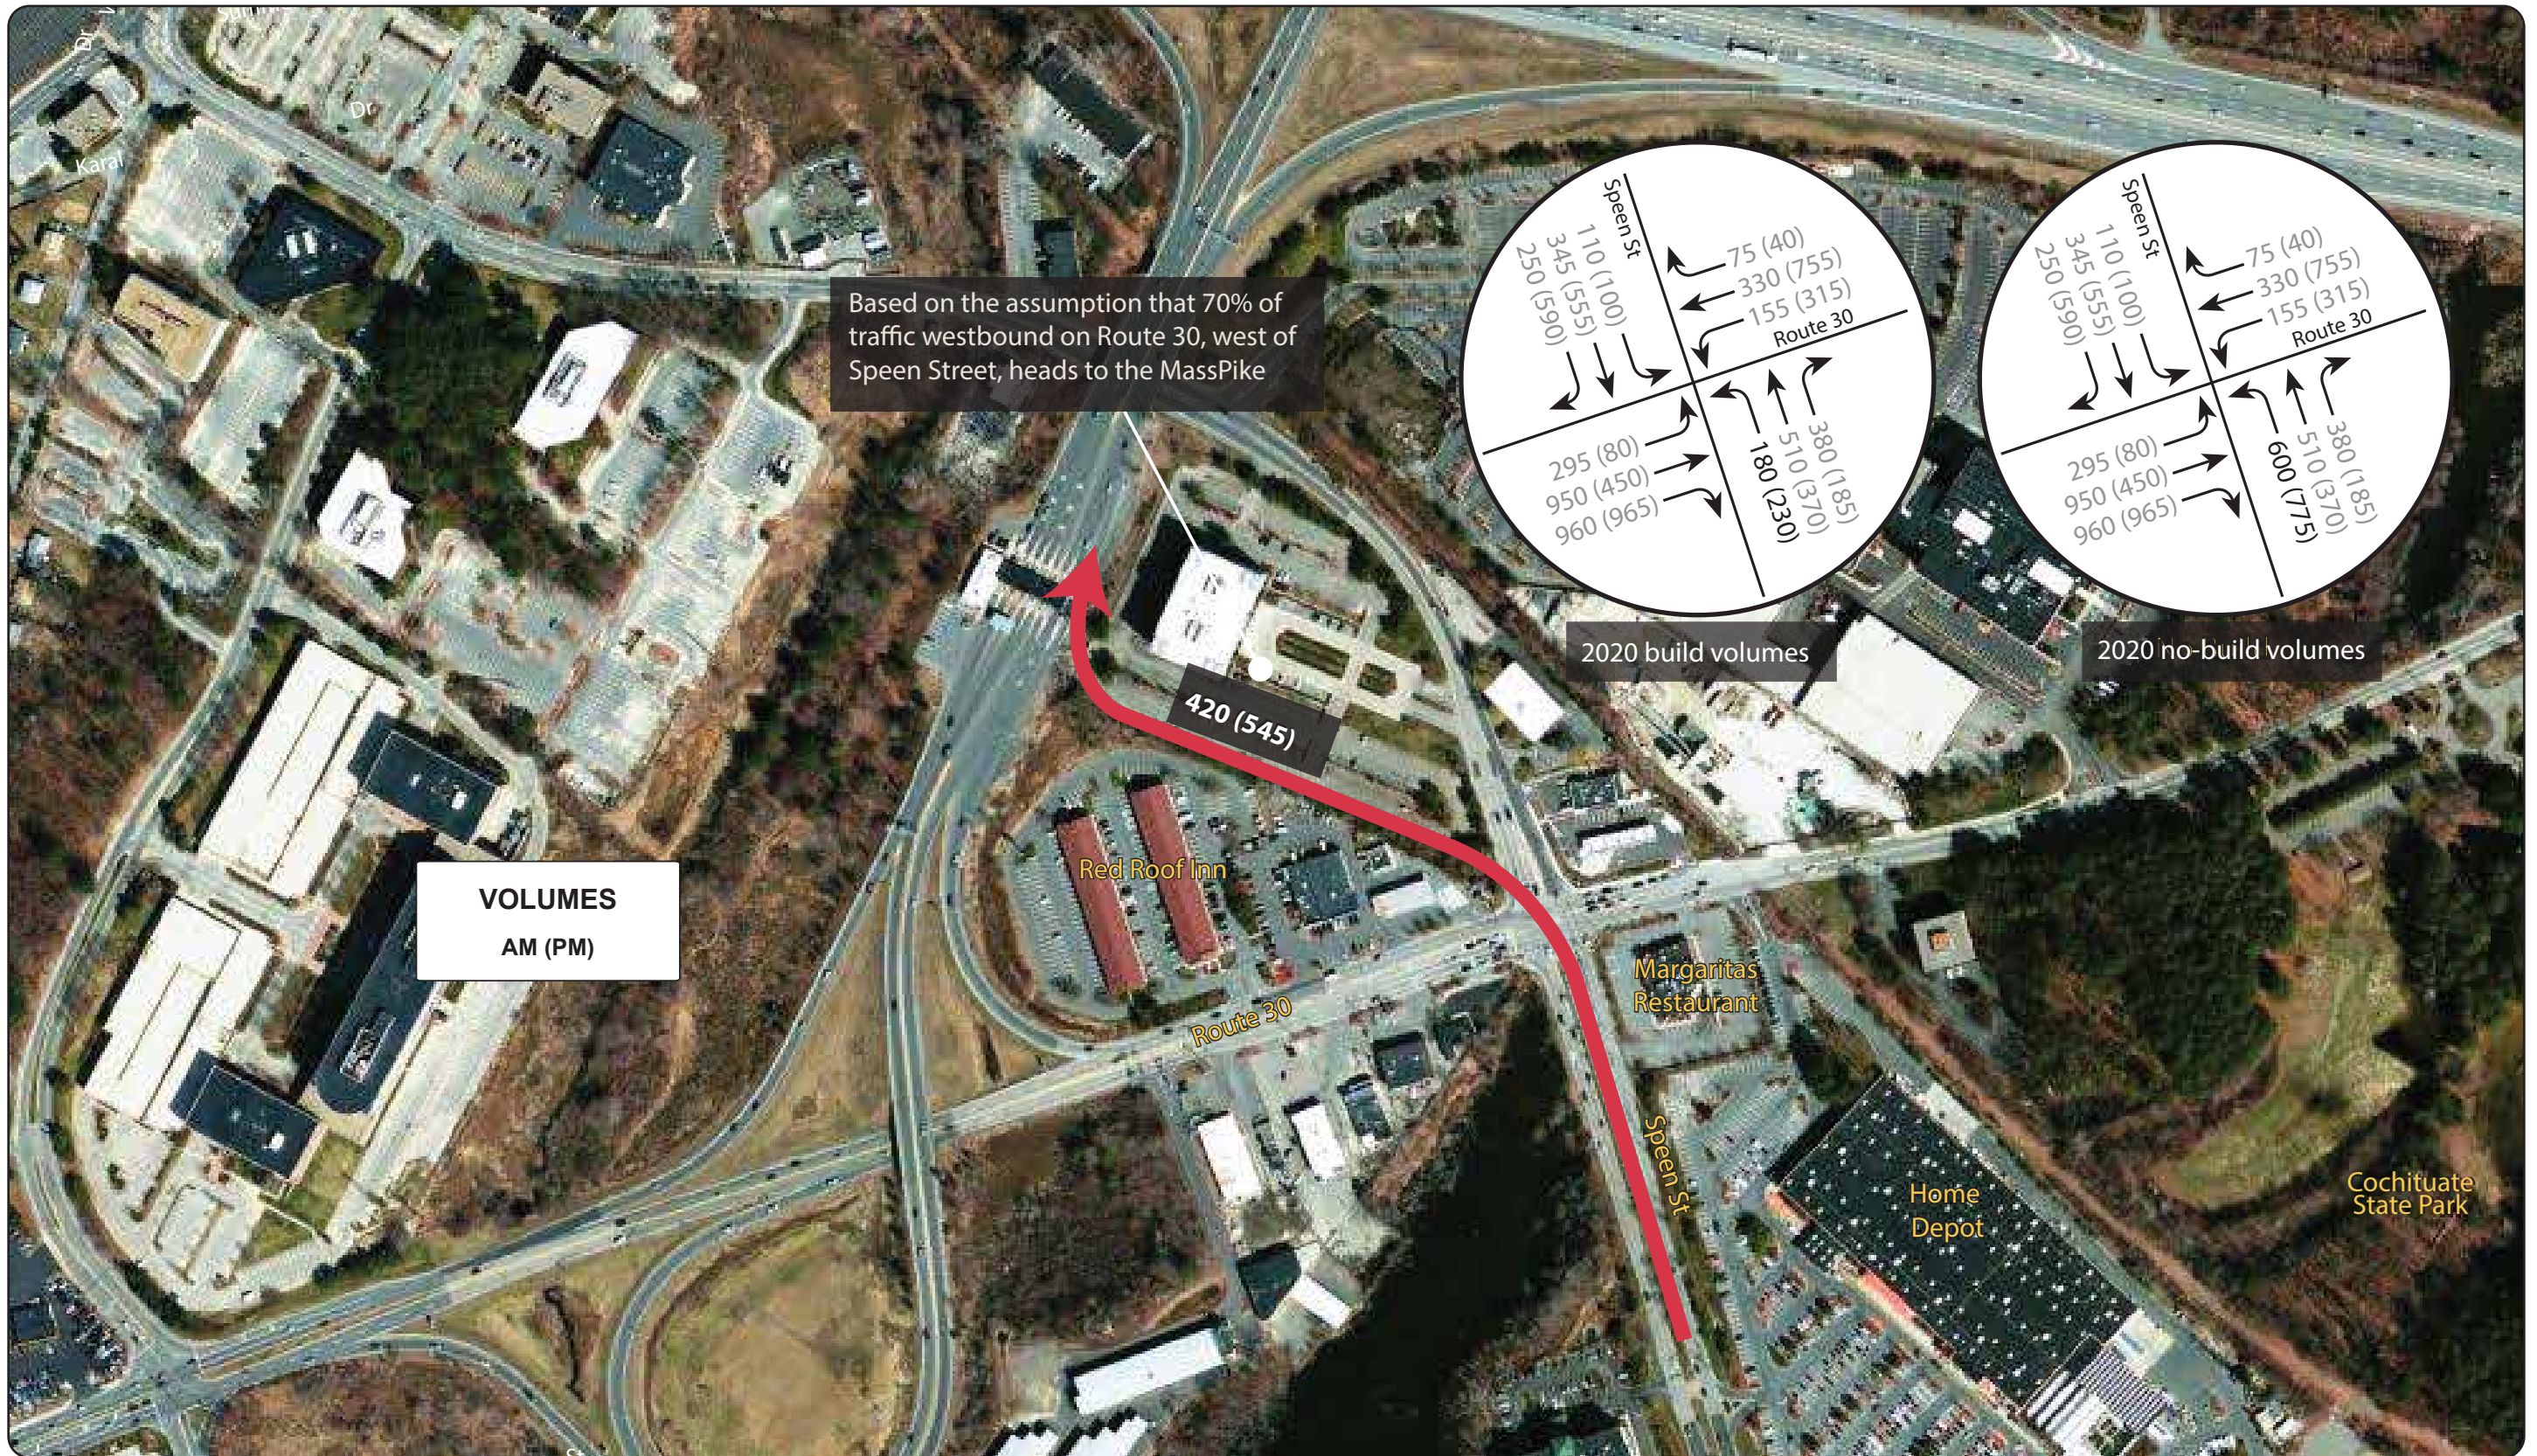 Dr
Karal
Based on the assumption that 70% of
traffic westbound on Route 30, west of
Speen Street, heads to the MassPike
Speen St
110 (100)
345 (555)
250 (590)
75 (40)
330 (755)
155 (315)
Route 30
295 (80)
950 (450)
960 (965)
180 (230)
510 (370)
380 (185)
2020 build volumes
Speen St
110 (100)
345 (555)
250 (590)
75 (40)
330 (755)
155 (315)
Route 30
295 (80)
950 (450)
960 (965)
600 (775)
510 (370)
380 (185)
2020 no-build volumes
420 (545)
Red Roof Inn
VOLUMES
AM (PM)
Margaritas
Restaurant
Route 30
Speen St
Home
Depot
Cochituate
State Park
Dr
St